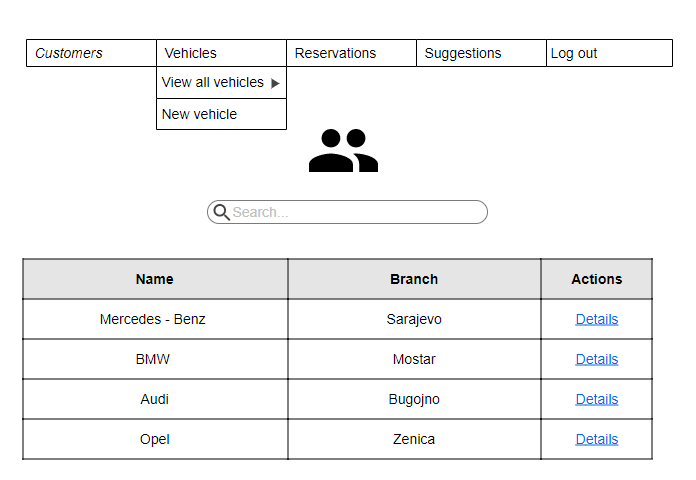 Customers Vehicles Reservations Suggestions Log out
View all vehicles
New vehicle
Search...
Name Branch Actions
Mercedes - Benz Sarajevo Details
BMW Mostar Details
Audi Bugojno Details
Opel Zenica Details